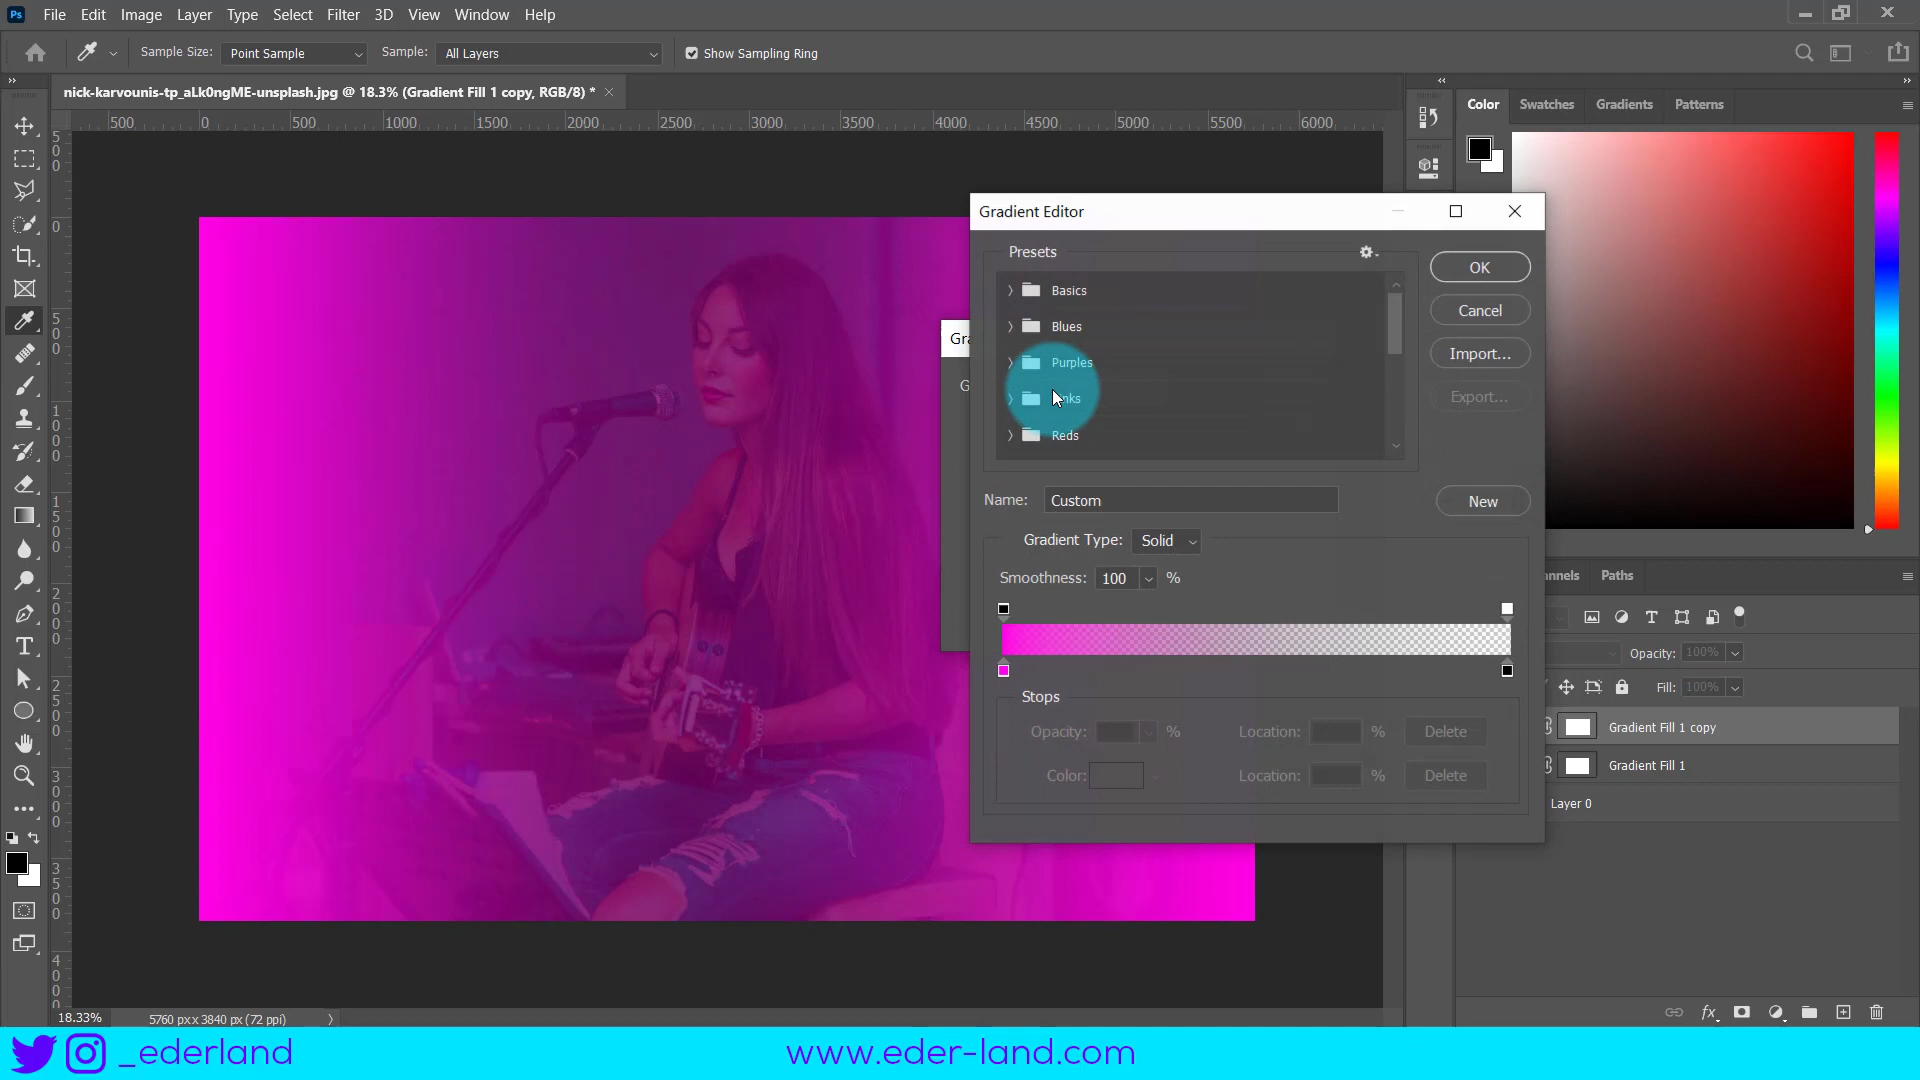 File Edit Image Layer Type Select Filter 3D View Window Help
Sample Size: Point Sample Sample: All Layers Show Sampling Ring
nick-karvounis-tp_aLk0ngME-unsplash.jpg @ 18.3% (Gradient Fill 1 copy, RGB/8) *
Color Swatches Gradients Patterns
500 0 500 1000 1500 2000 2500 3000 3500 4000 4500 5000 5500 6000
Gradient Editor
Presets
Basics
Blues
Purples
Reds
OK
Cancel
Import...
Export...
Name: Custom
New
Gradient Type: Solid
Smoothness: 100 %
Stops
Opacity: % Location: % Delete
Color: Location: % Delete
Paths
Opacity: 100%
Fill: 100%
Gradient Fill 1 copy
Gradient Fill 1
Layer 0
18.33% 5760 px x 3840 px (72 ppi)
_ederland
www.eder-land.com